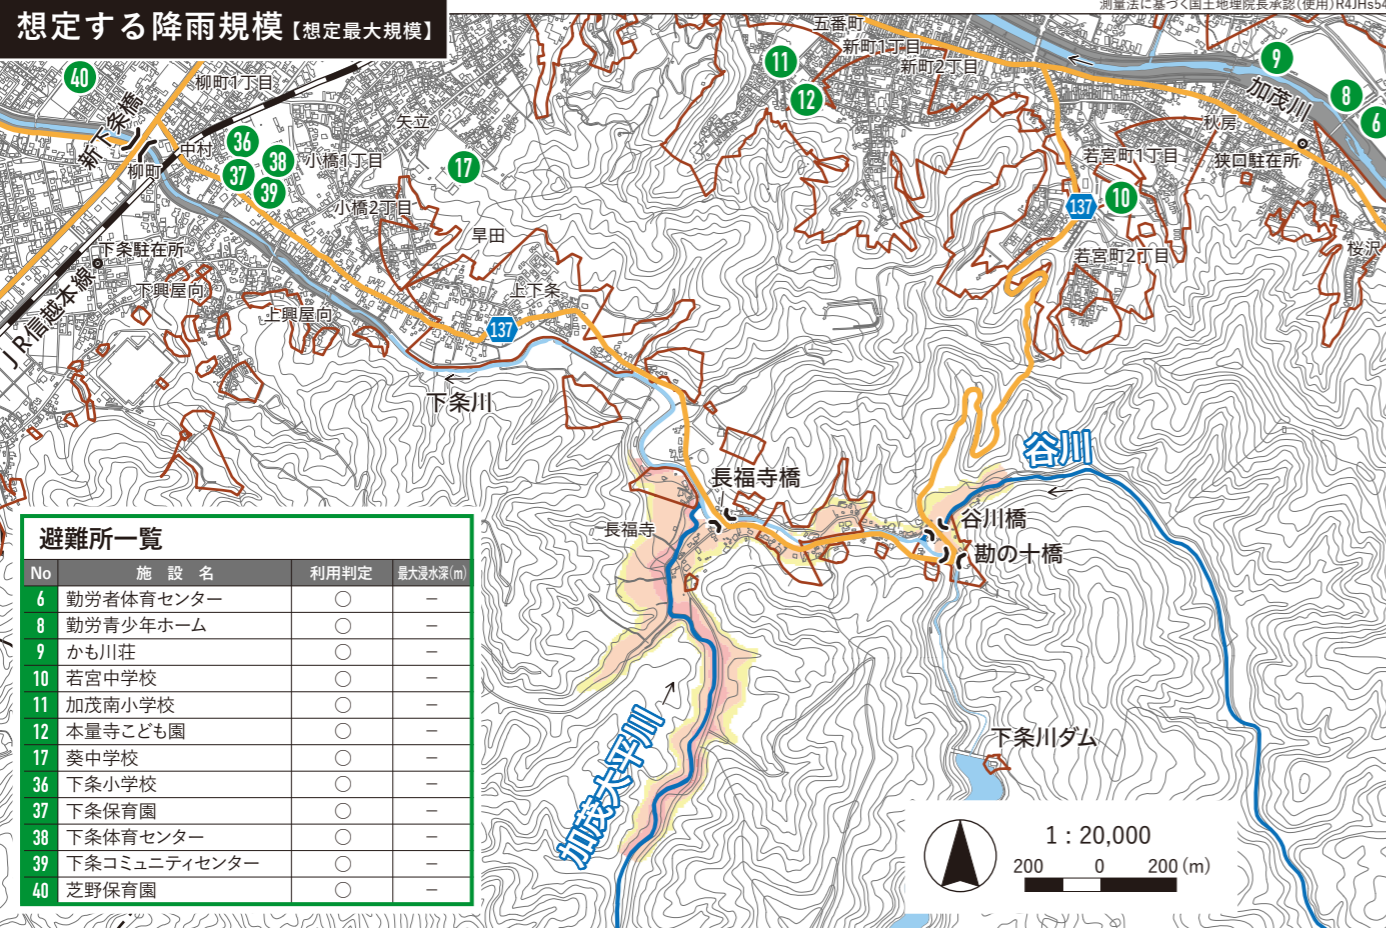 想定する降雨規模【想定最大規模】
測量法に基づく国土地理院長承認(使用)R4JHs54
五番町
新町1丁目
新町2丁目
11
12
9
8
6
加茂川
秋房
狭口駐在所
若宮町1丁目
137
10
若宮町2丁目
桜沢
40
柳町1丁目
新下条橋
中村
柳町
36
37
38
39
矢立
小橋1丁目
17
小橋2丁目
早田
下条駐在所
JR信越本線
下興屋向
上興屋向
上下条
137
下条川
谷川
長福寺橋
長福寺
谷川橋
勘の十橋
加茂大平川
下条川ダム
避難所一覧
No 施設名 利用判定 最大浸水深(m)
6 勤労者体育センター ○ −
8 勤労青少年ホーム ○ −
9 かも川荘 ○ −
10 若宮中学校 ○ −
11 加茂南小学校 ○ −
12 本量寺こども園 ○ −
17 葵中学校 ○ −
36 下条小学校 ○ −
37 下条保育園 ○ −
38 下条体育センター ○ −
39 下条コミュニティセンター ○ −
40 芝野保育園 ○ −
1:20,000
200 0 200(m)